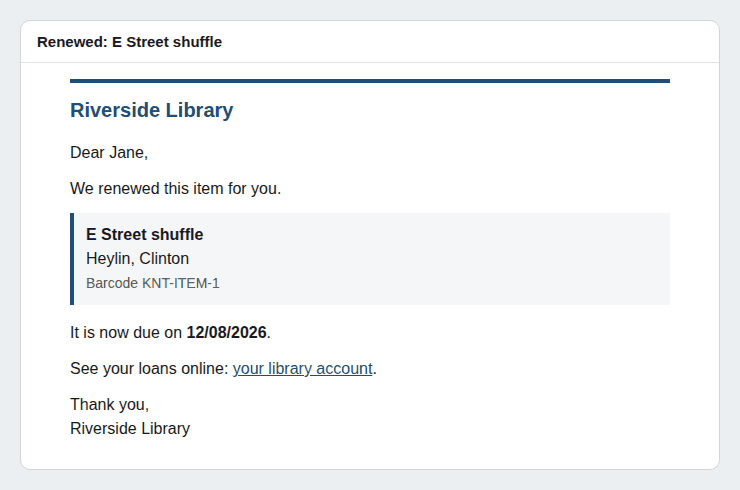 Renewed: E Street shuffle
Riverside Library
Dear Jane,
We renewed this item for you.
E Street shuffle
Heylin, Clinton
Barcode KNT-ITEM-1
It is now due on 12/08/2026.
See your loans online: your library account.
Thank you,
Riverside Library